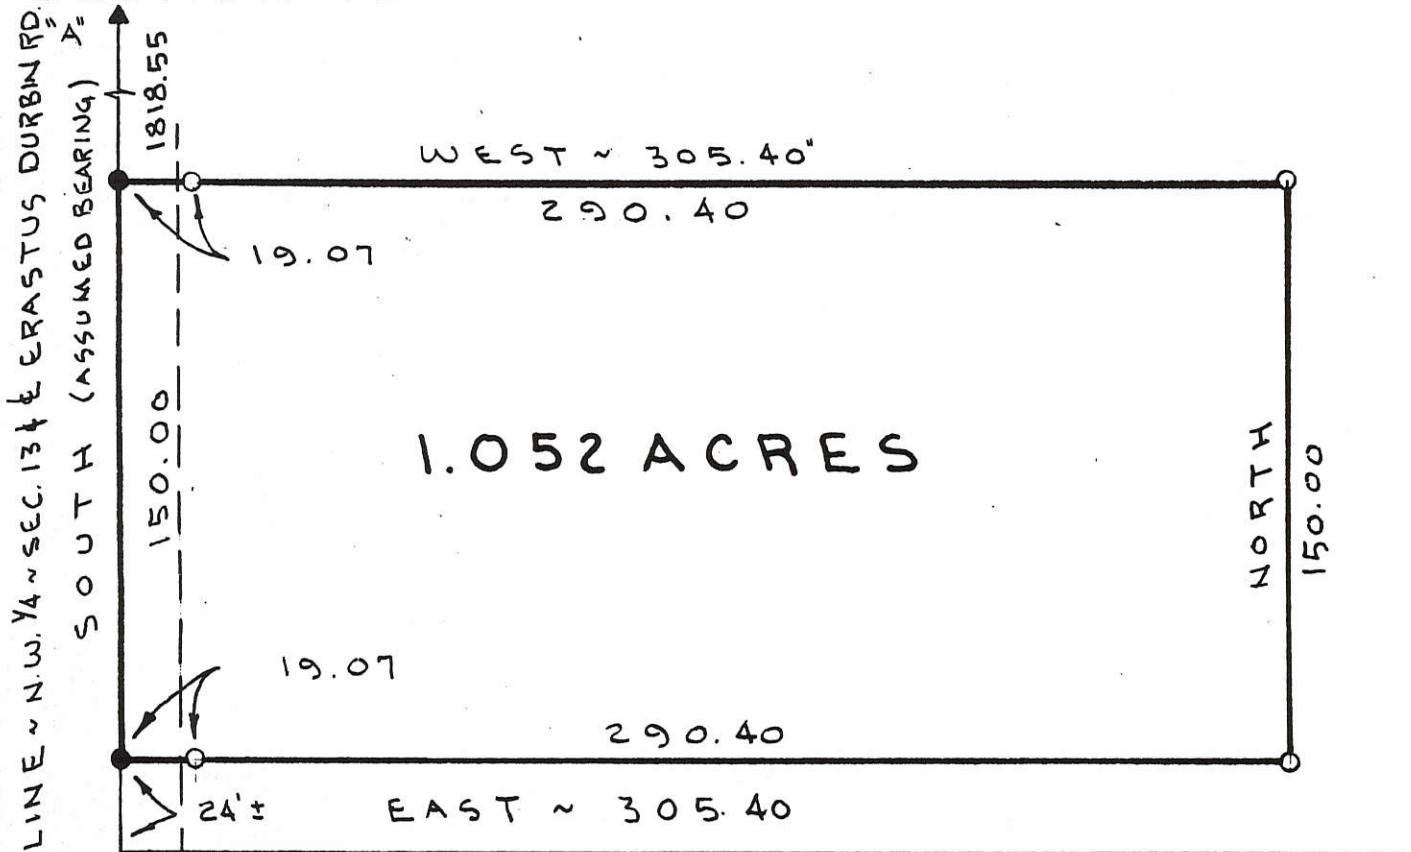 LINE ~ N.W. 1/4 ~ SEC. 13 & ℄ ERASTUS DURBIN RD.
SOUTH (ASSUMED BEARING) "A"
1818.55
WEST ~ 305.40"
290.40
19.07
150.00
1.052 ACRES
NORTH
150.00
19.07
290.40
24'±
EAST ~ 305.40